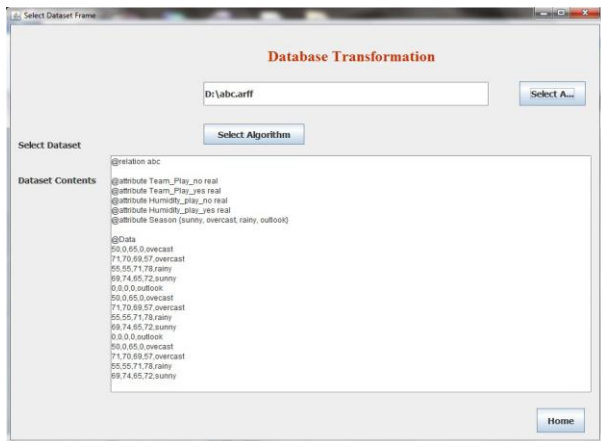 Select Dataset Frame
Database Transformation
D:\abc.arff
Select A...
Select Algorithm
Select Dataset
Dataset Contents
@relation abc
@attribute Team_Play_no real
@attribute Team_Play_yes real
@attribute Humidity_play_no real
@attribute Humidity_play_yes real
@attribute Season {sunny, overcast, rainy, outlook}
@Data
50,0,65,0,ovecast
71,70,69,57,overcast
55,55,71,78,rainy
69,74,65,72,sunny
0,0,0,0,outlook
50,0,65,0,ovecast
71,70,69,57,overcast
55,55,71,78,rainy
69,74,65,72,sunny
0,0,0,0,outlook
50,0,65,0,ovecast
71,70,69,57,overcast
55,55,71,78,rainy
69,74,65,72,sunny
Home